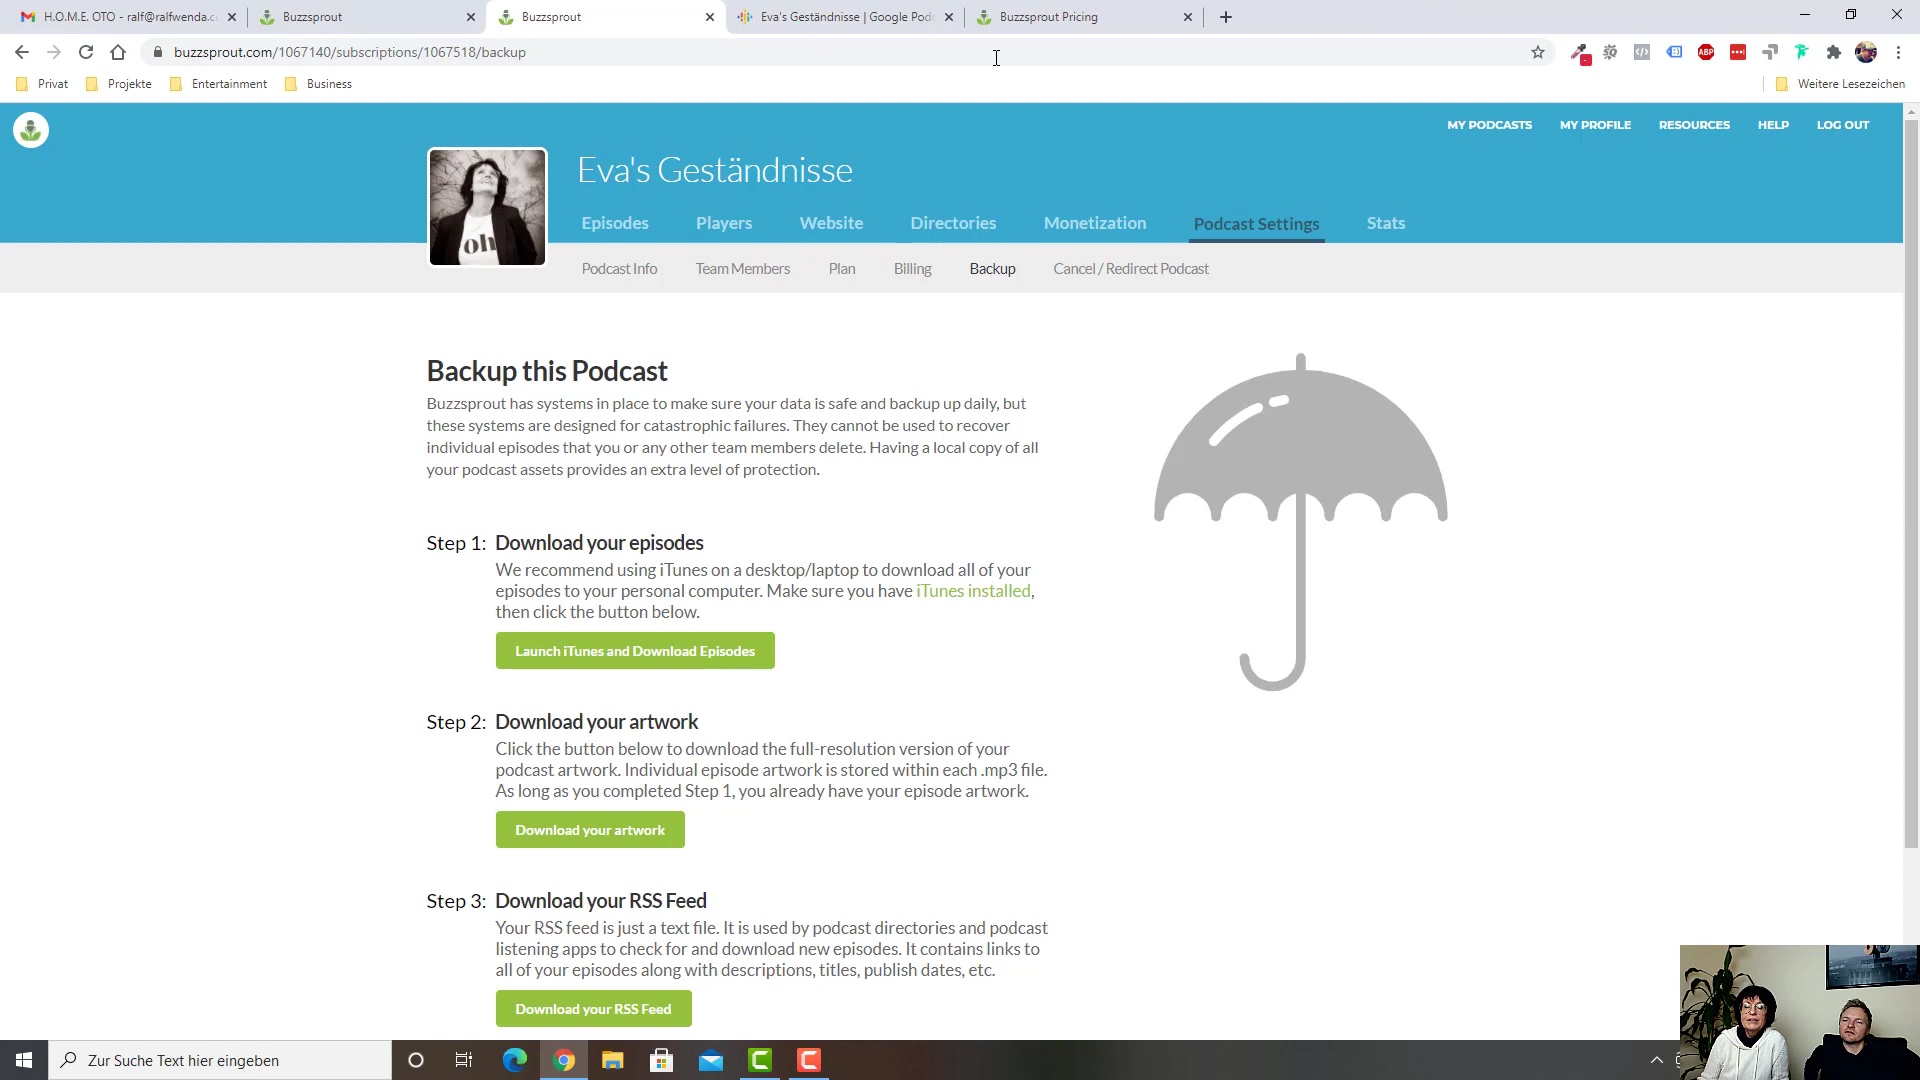 H.O.M.E. OTO - ralf@ralfwenda.c
Buzzsprout
Buzzsprout
Eva's Geständnisse | Google Pod
Buzzsprout Pricing
buzzsprout.com/1067140/subscriptions/1067518/backup
ABP
Privat
Projekte
Entertainment
Business
Weitere Lesezeichen
MY PODCASTS
MY PROFILE
RESOURCES
HELP
LOG OUT
Eva's Geständnisse
oh
Episodes
Players
Website
Directories
Monetization
Podcast Settings
Stats
Podcast Info
Team Members
Plan
Billing
Backup
Cancel / Redirect Podcast
Backup this Podcast
Buzzsprout has systems in place to make sure your data is safe and backup up daily, but
these systems are designed for catastrophic failures. They cannot be used to recover
individual episodes that you or any other team members delete. Having a local copy of all
your podcast assets provides an extra level of protection.
Step 1: Download your episodes
We recommend using iTunes on a desktop/laptop to download all of your
episodes to your personal computer. Make sure you have iTunes installed,
then click the button below.
Launch iTunes and Download Episodes
Step 2: Download your artwork
Click the button below to download the full-resolution version of your
podcast artwork. Individual episode artwork is stored within each .mp3 file.
As long as you completed Step 1, you already have your episode artwork.
Download your artwork
Step 3: Download your RSS Feed
Your RSS feed is just a text file. It is used by podcast directories and podcast
listening apps to check for and download new episodes. It contains links to
all of your episodes along with descriptions, titles, publish dates, etc.
Download your RSS Feed
Zur Suche Text hier eingeben